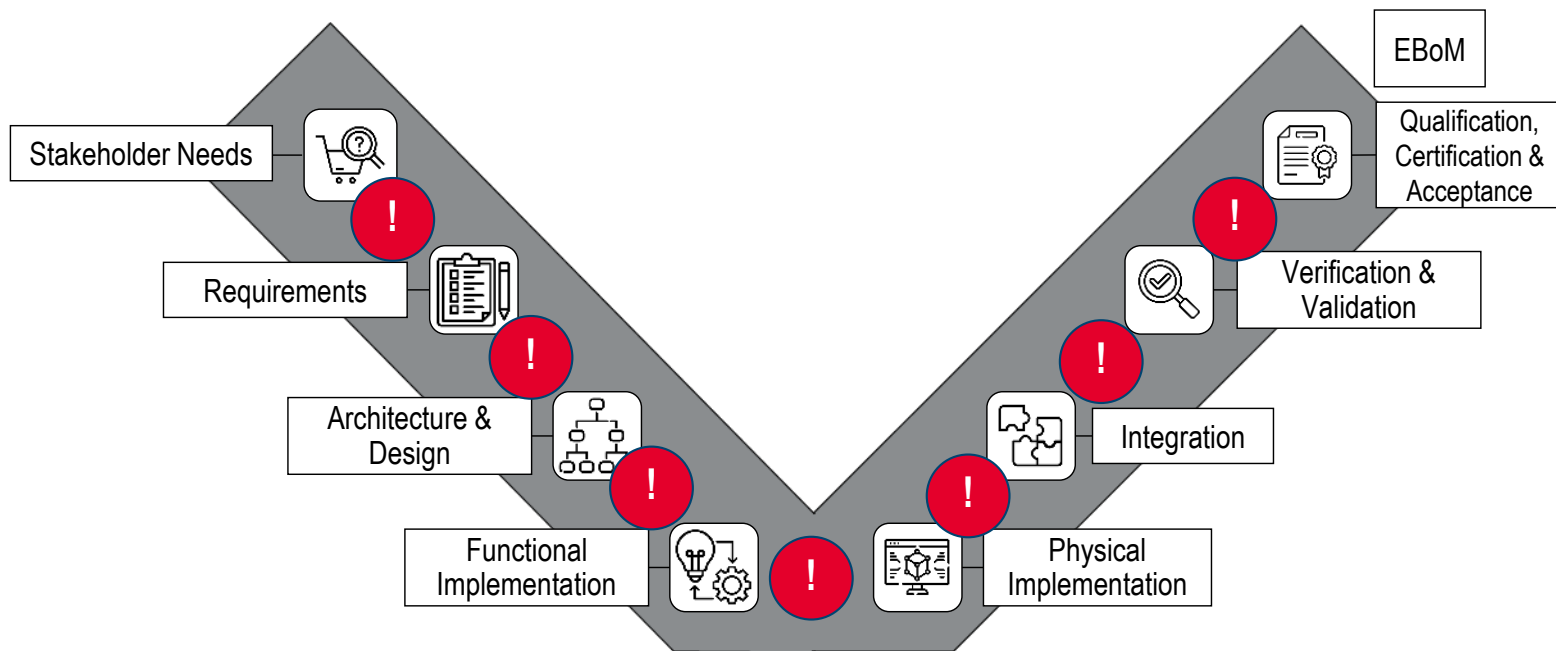 EBoM
Stakeholder Needs
?
Qualification,
Certification &
Acceptance
!
!
Requirements
Verification &
Validation
!
!
Architecture &
Design
Integration
!
!
Functional
Implementation
!
Physical
Implementation